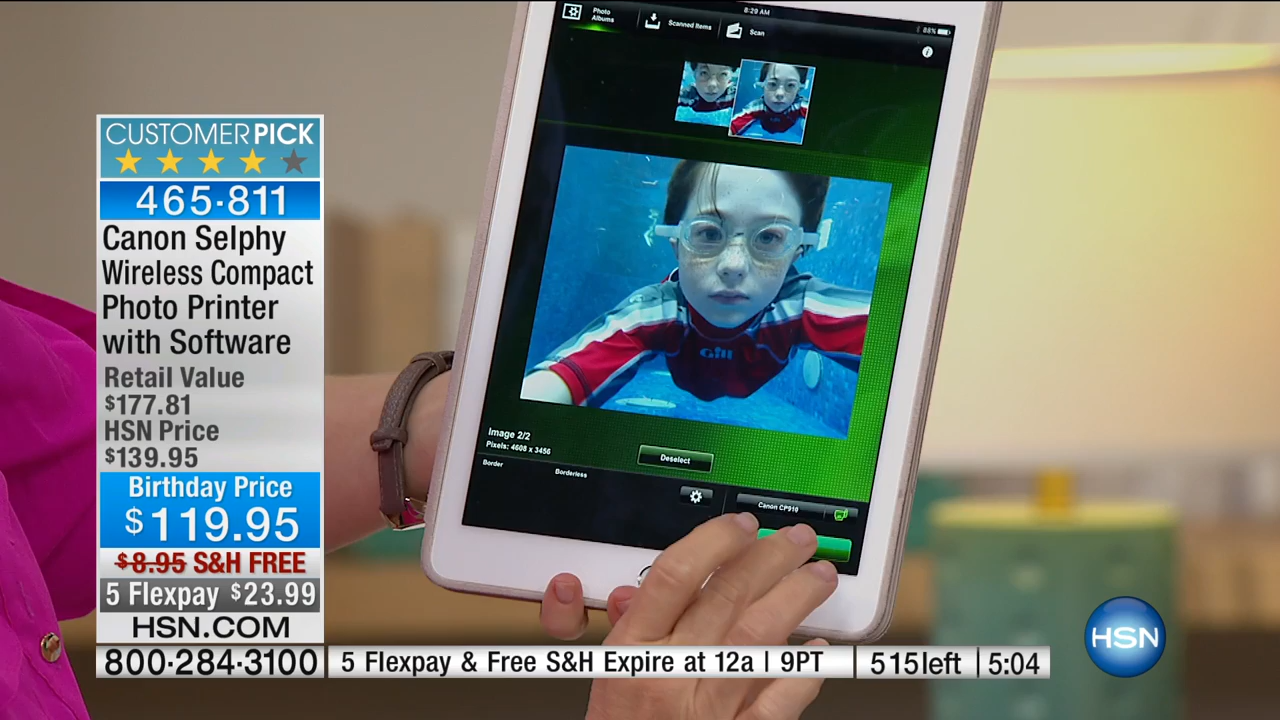 8:29 AM
88%
Photo
Albums
Scanned Items
Scan
CUSTOMER PICK
465-811
Canon Selphy
Wireless Compact
Photo Printer
with Software
Retail Value
$177.81
HSN Price
$139.95
Birthday Price
$119.95
$8.95 S&H FREE
5 Flexpay $23.99
HSN.COM
800-284-3100
5 Flexpay & Free S&H Expire at 12a | 9PT
515 left
5:04
Gill
Image 2/2
Pixels: 4608 x 3456
Deselect
Border
Borderless
Canon CP910
HSN